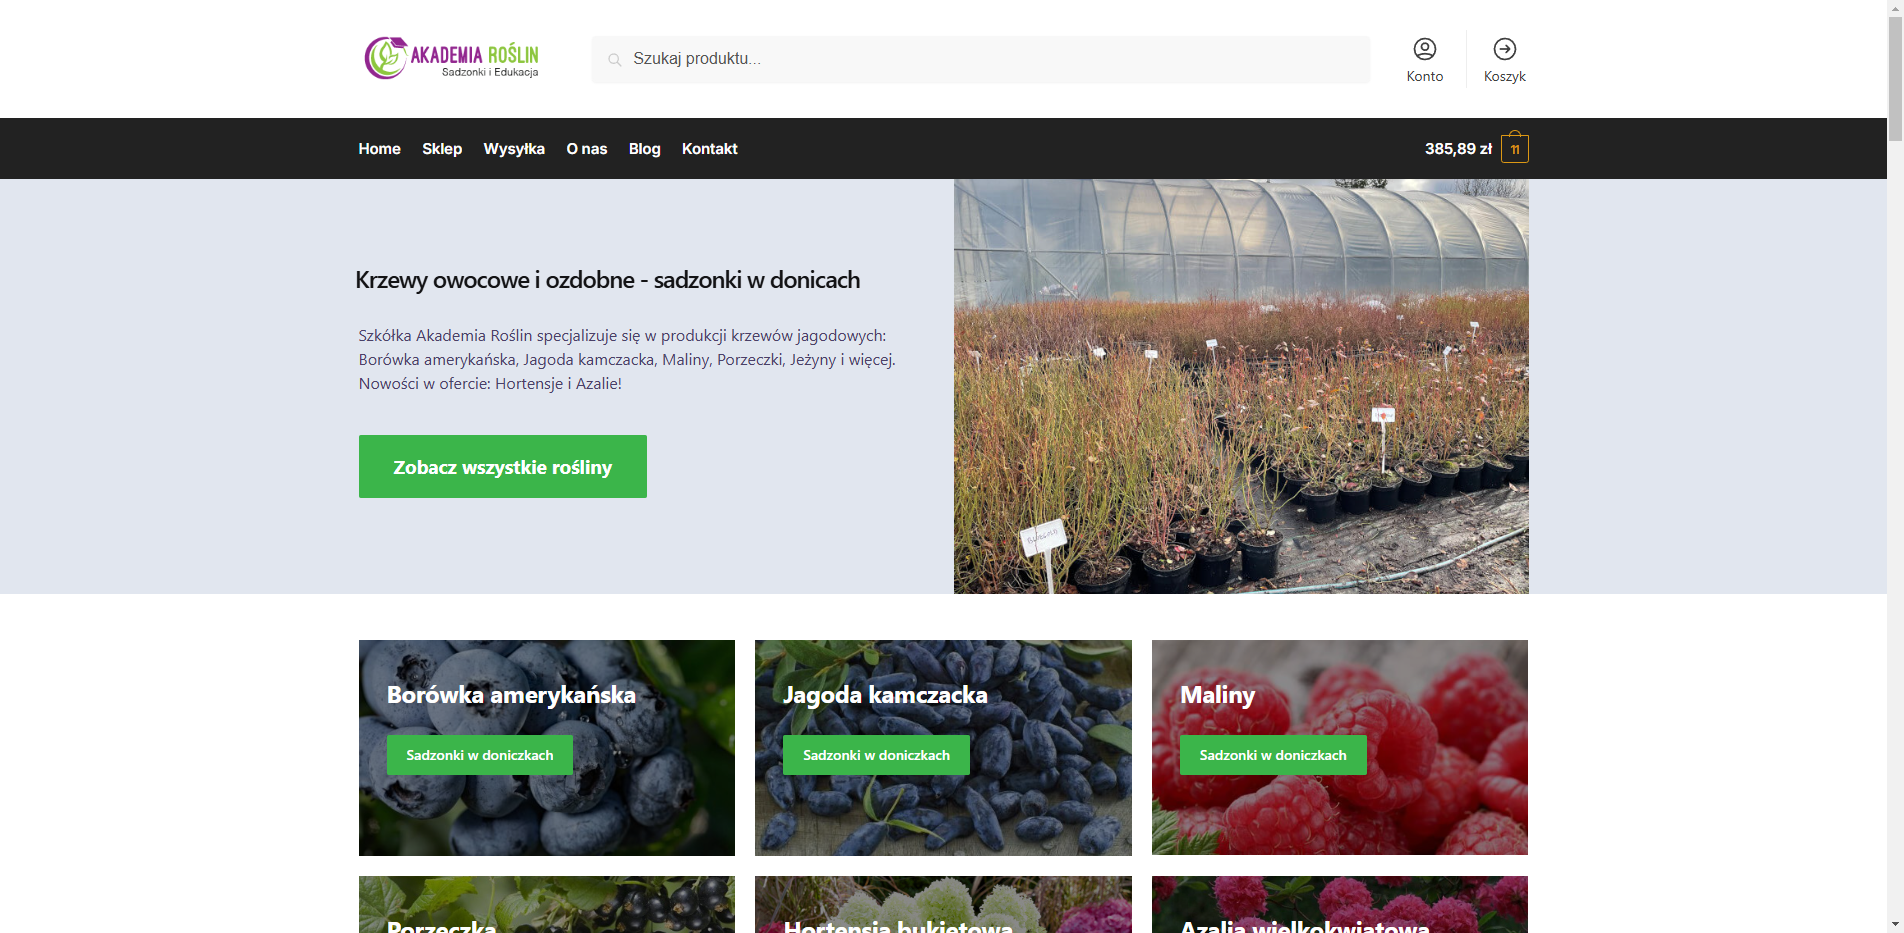 AKADEMIA ROŚLIN
Sadzonki i Edukacja
Szukaj produktu...
Konto
Koszyk
Home
Sklep
Wysyłka
O nas
Blog
Kontakt
385,89 zł
11
Krzewy owocowe i ozdobne - sadzonki w donicach
Szkółka Akademia Roślin specjalizuje się w produkcji krzewów jagodowych:
Borówka amerykańska, Jagoda kamczacka, Maliny, Porzeczki, Jeżyny i więcej.
Nowości w ofercie: Hortensje i Azalie!
Zobacz wszystkie rośliny
Borówka amerykańska
Sadzonki w doniczkach
Jagoda kamczacka
Sadzonki w doniczkach
Maliny
Sadzonki w doniczkach
Porzeczka
Hortensja bukietowa
Azalia wielkokwiatowa